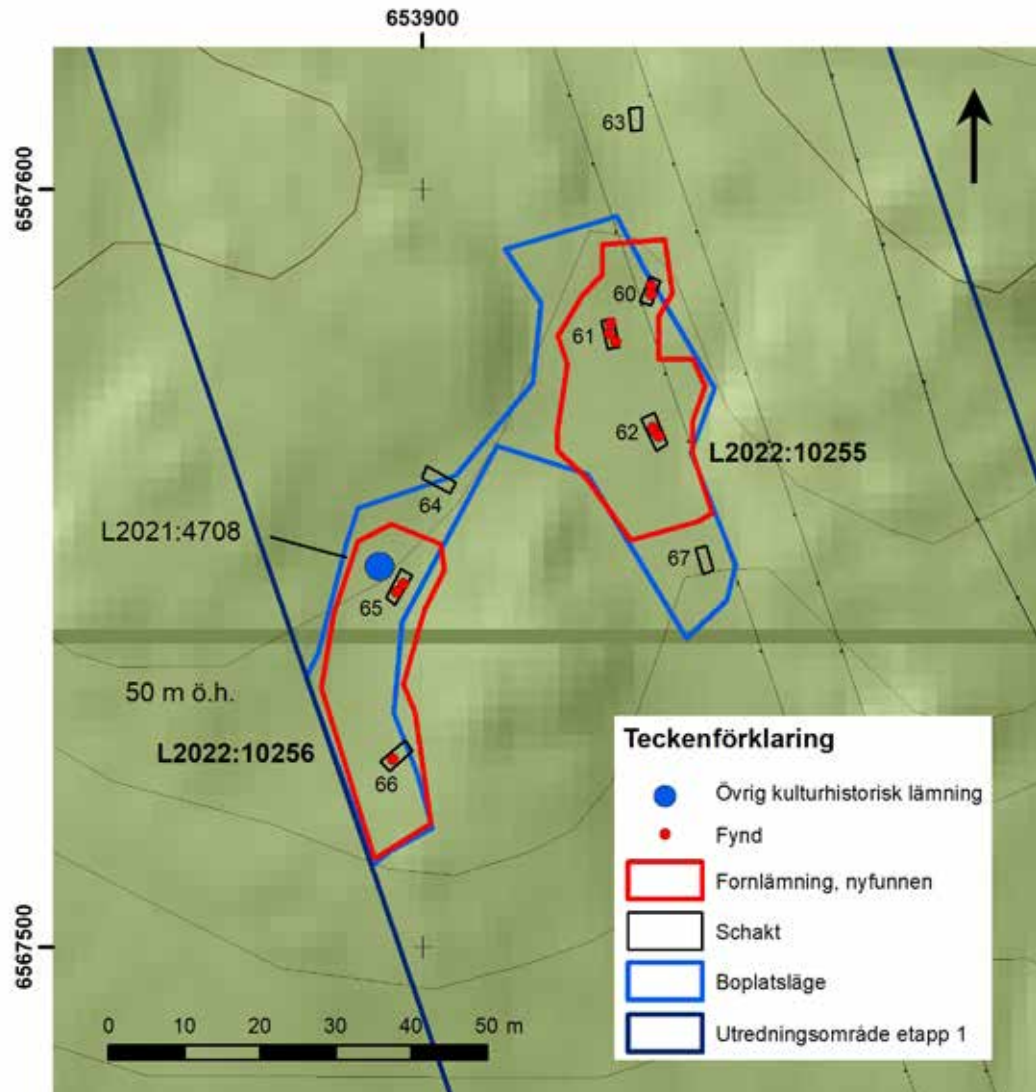 653900
6567600
63
60
61
62
L2022:10255
64
L2021:4708
67
65
50 m ö.h.
L2022:10256
66
6567500
0 10 20 30 40 50 m
Teckenförklaring
Övrig kulturhistorisk lämning
Fynd
Fornlämning, nyfunnen
Schakt
Boplatsläge
Utredningsområde etapp 1